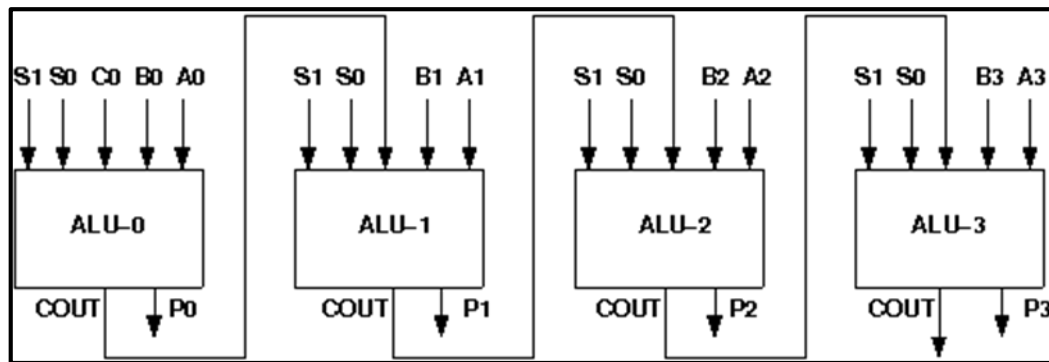 S1 S0 C0 B0 A0 S1 S0 B1 A1 S1 S0 B2 A2 S1 S0 B3 A3
ALU-0 ALU-1 ALU-2 ALU-3
COUT P0 COUT P1 COUT P2 COUT P3